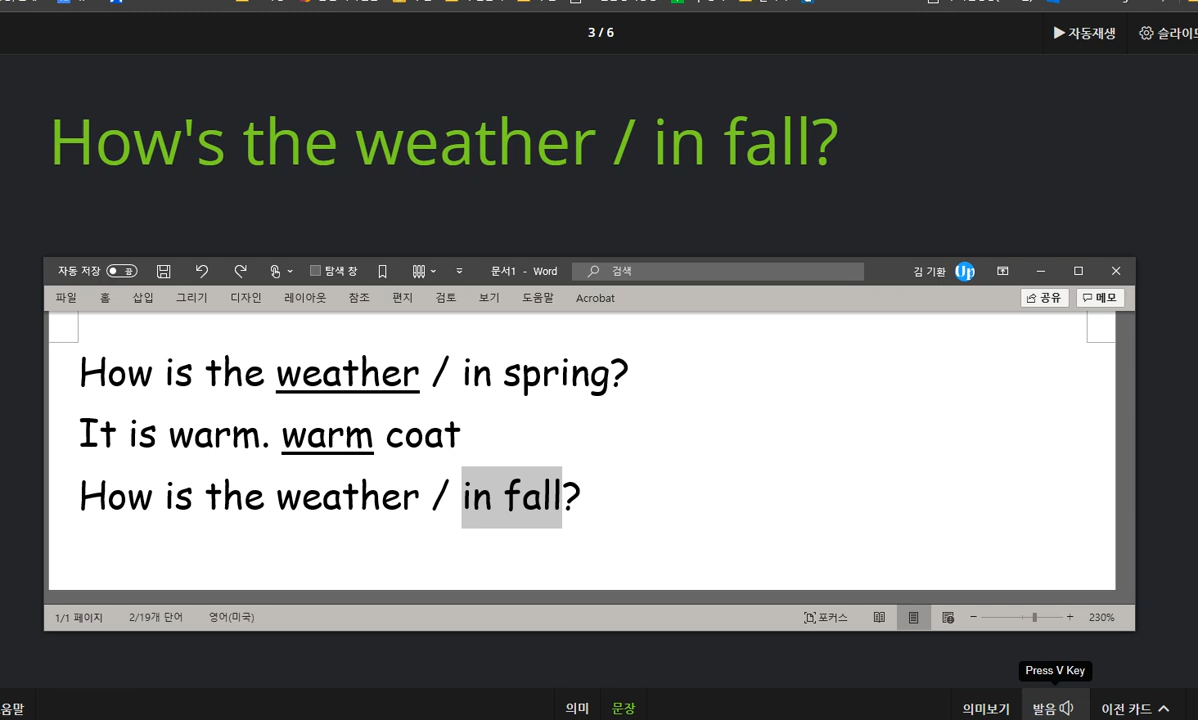 3 / 6
▶자동재생
슬라이드
How's the weather / in fall?
자동 저장 끔 탐색 창 문서1 - Word 검색 김 기환 Up
파일 홈 삽입 그리기 디자인 레이아웃 참조 편지 검토 보기 도움말 Acrobat 공유 메모
How is the weather / in spring?
It is warm. warm coat
How is the weather / in fall?
1/1 페이지 2/19개 단어 영어(미국) 포커스 230%
Press V Key
움말 의미 문장 의미보기 발음 이전 카드